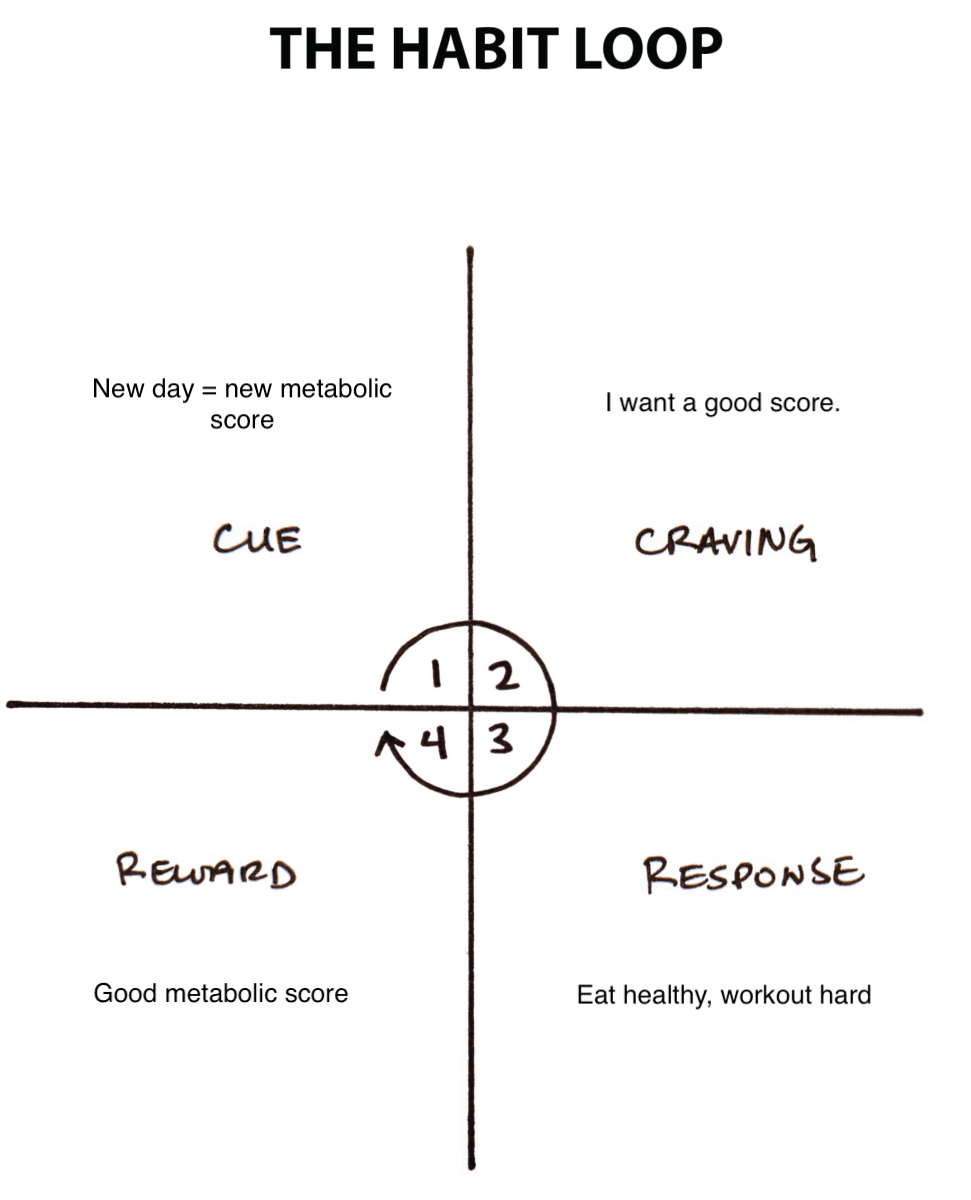 THE HABIT LOOP
New day = new metabolic
score
I want a good score.
CUE
CRAVING
1 2
4 3
REWARD
RESPONSE
Good metabolic score
Eat healthy, workout hard